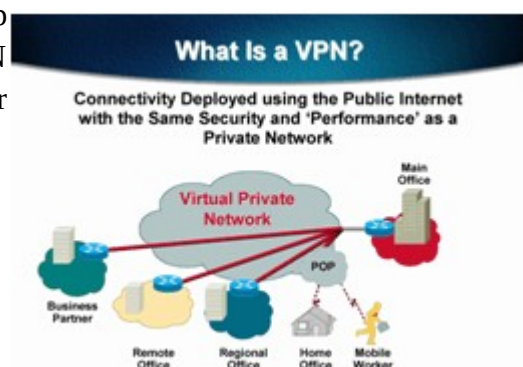 What Is a VPN?
Connectivity Deployed using the Public Internet
with the Same Security and 'Performance' as a
Private Network
Main
Office
Virtual Private
Network
POP
Business
Partner
Remote
Office
Regional
Office
Home
Office
Mobile
Worker